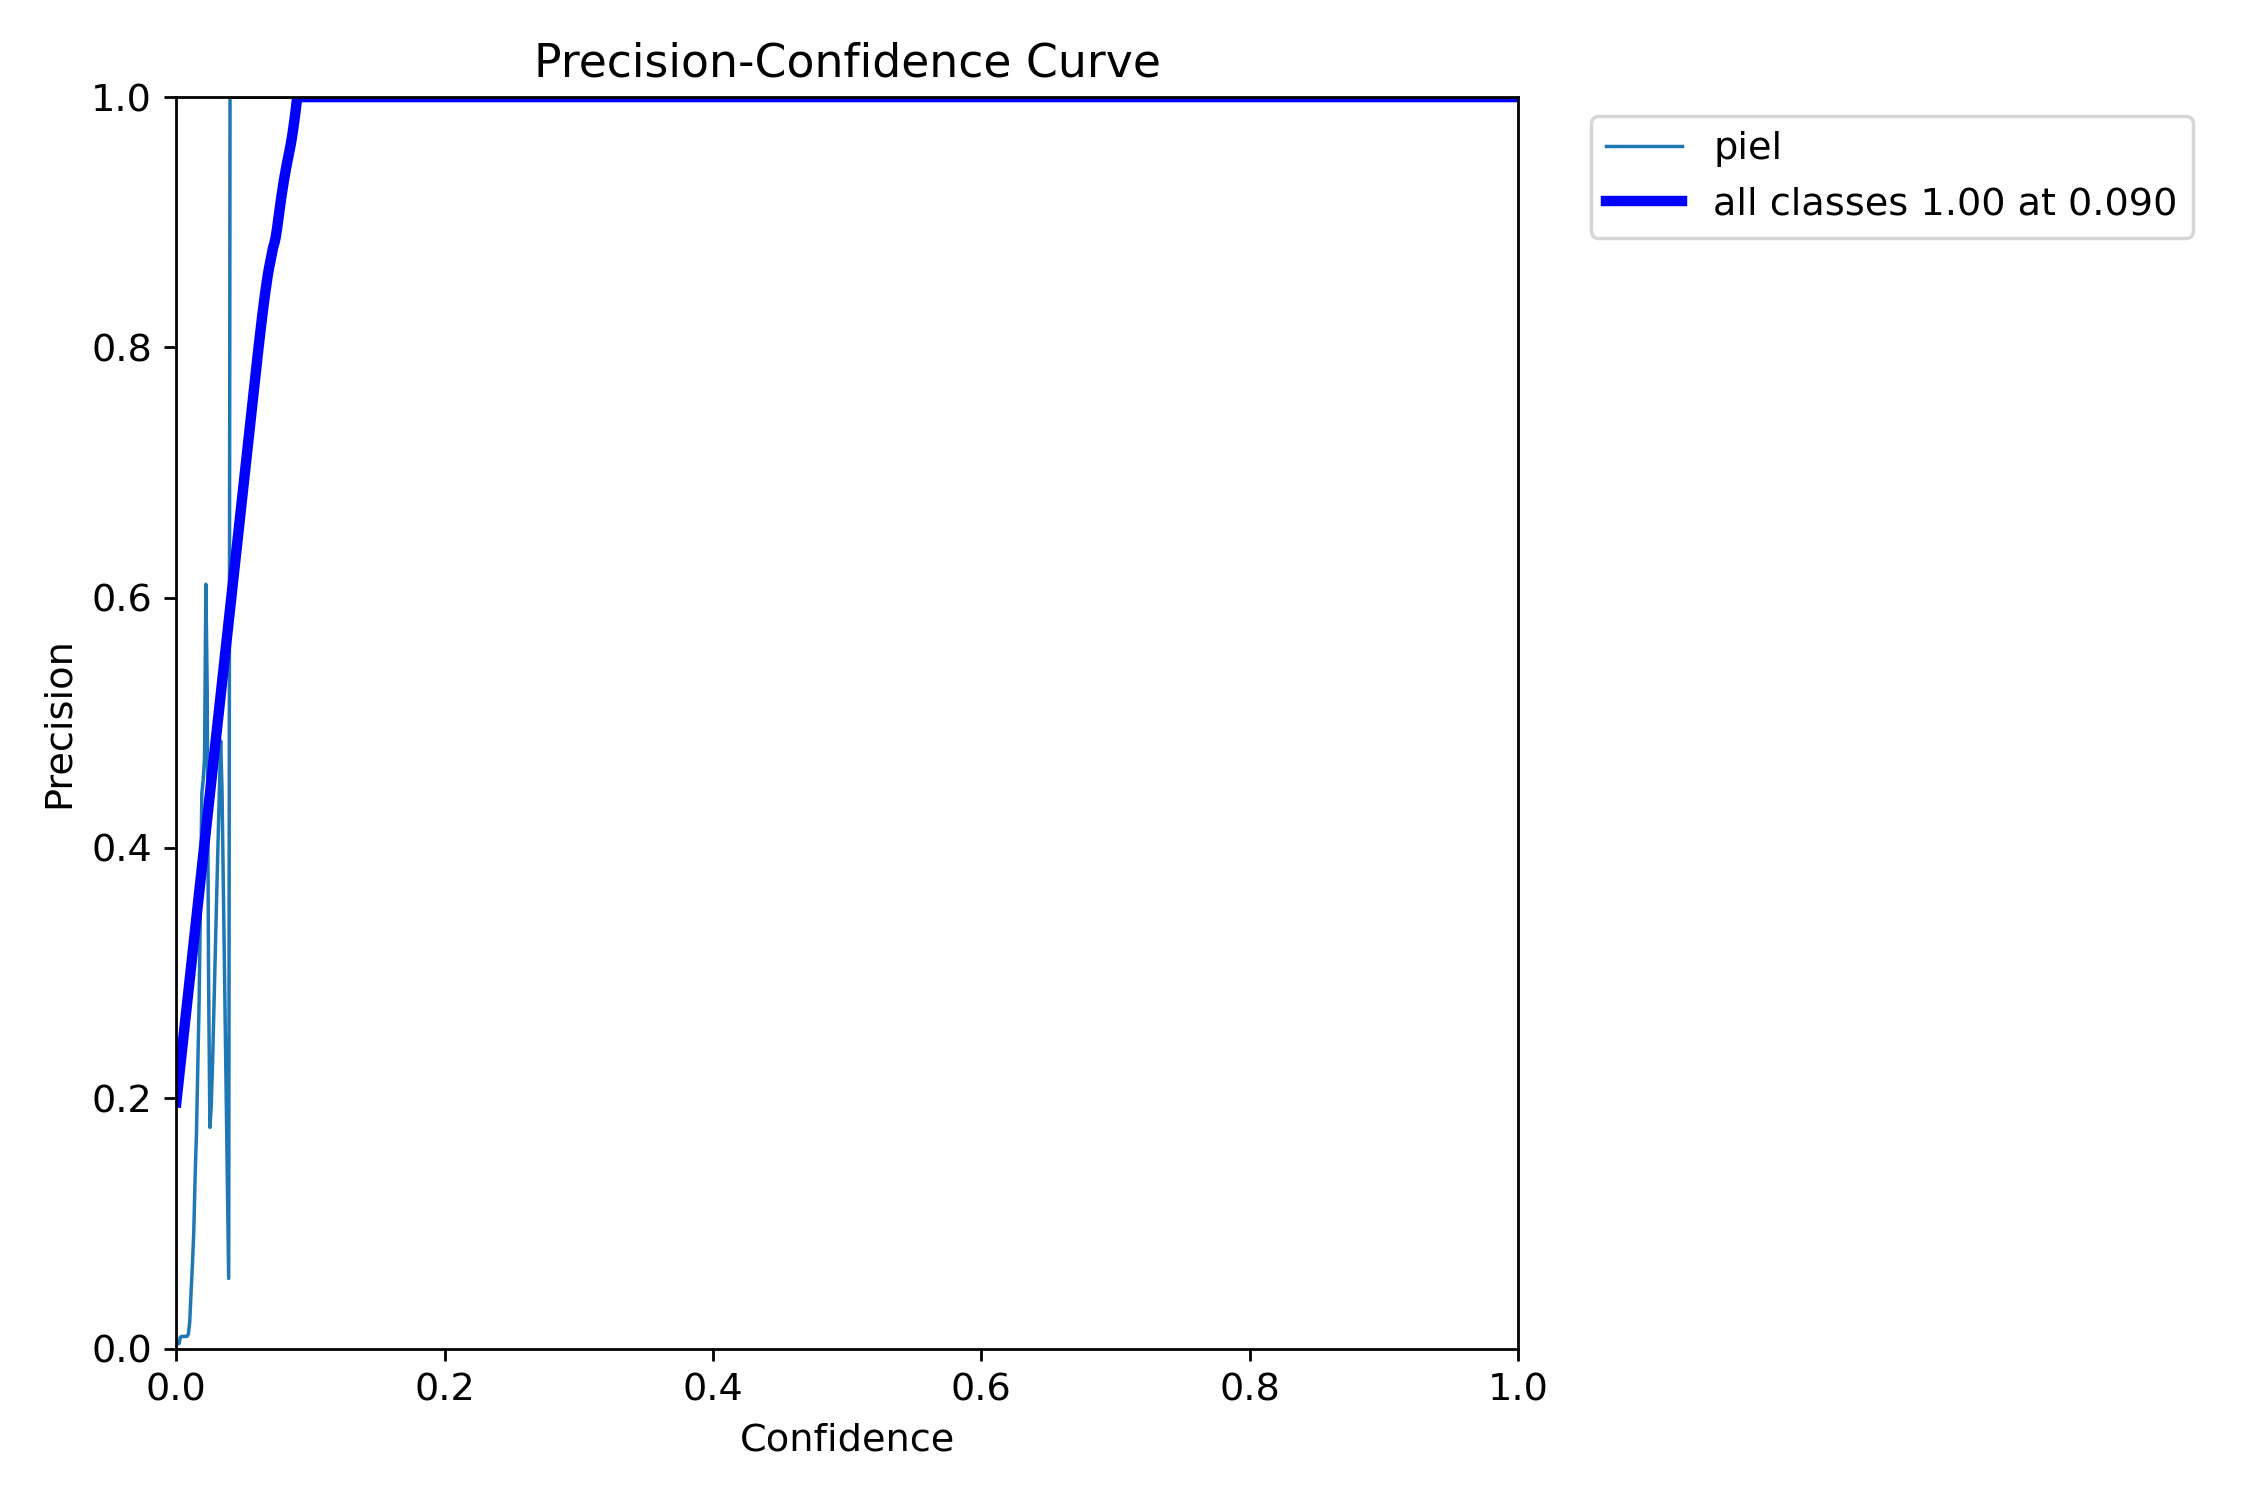 Precision-Confidence Curve
1.0
0.8
0.6
0.4
0.2
0.0
Precision
0.0 0.2 0.4 0.6 0.8 1.0
Confidence
piel
all classes 1.00 at 0.090